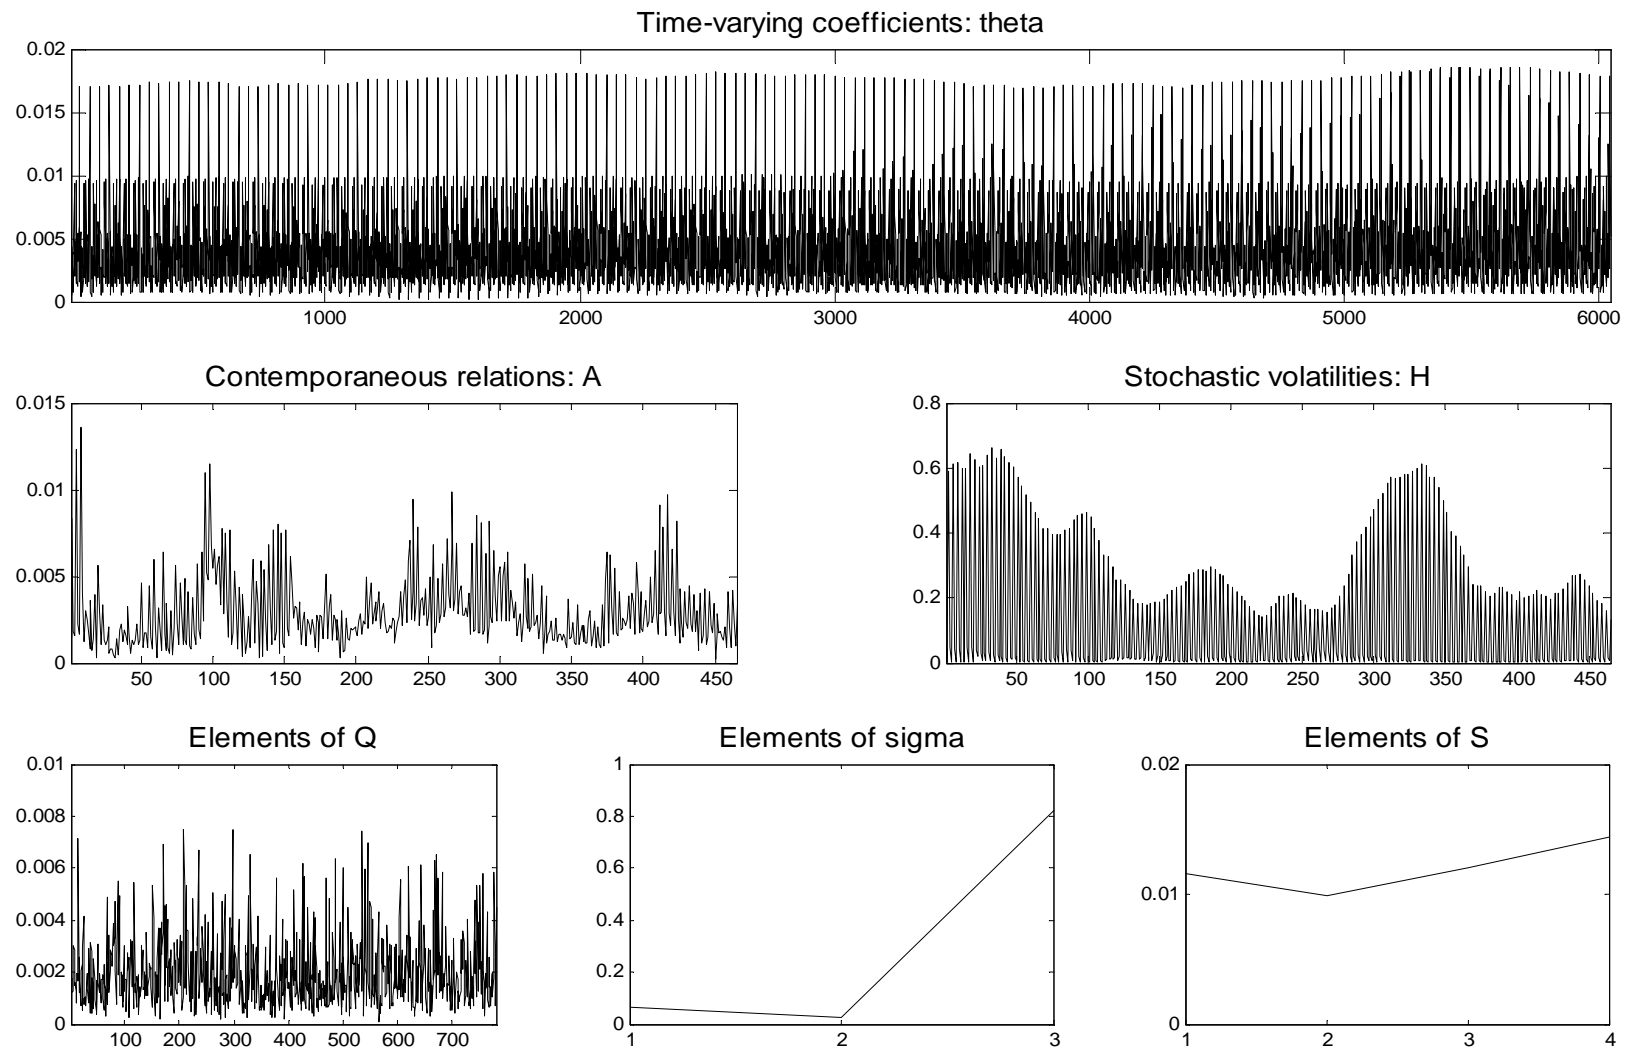 Time-varying coefficients: theta
0.02
0.015
0.01
0.005
0
1000 2000 3000 4000 5000 6000
Contemporaneous relations: A
0.015
0.01
0.005
0
50 100 150 200 250 300 350 400 450
Stochastic volatilities: H
0.8
0.6
0.4
0.2
0
50 100 150 200 250 300 350 400 450
Elements of Q
0.01
0.008
0.006
0.004
0.002
0
100 200 300 400 500 600 700
Elements of sigma
1
0.8
0.6
0.4
0.2
0
1 2 3
Elements of S
0.02
0.01
0
1 2 3 4